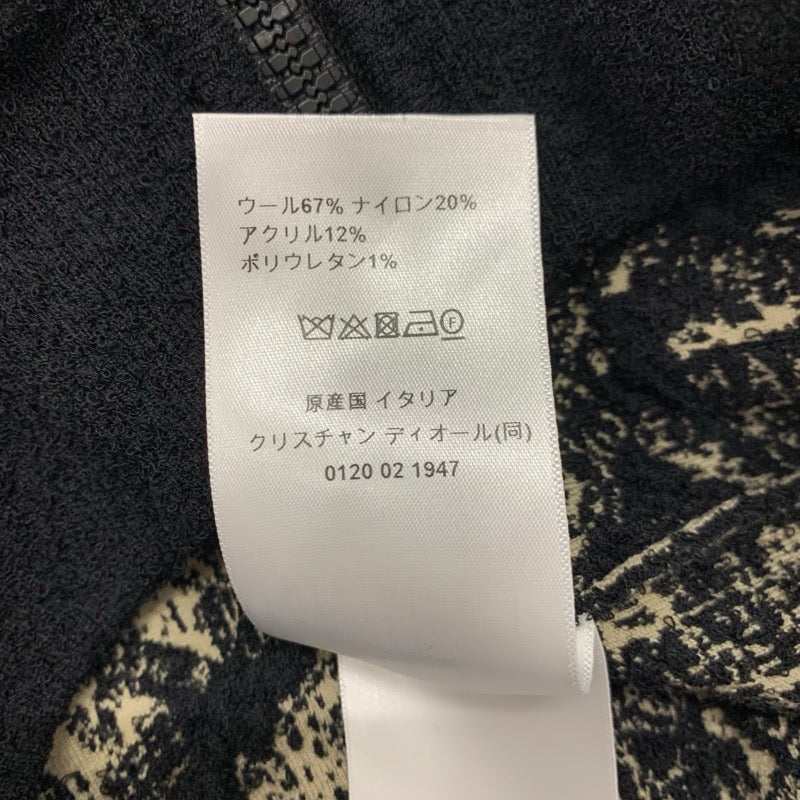 ウール67% ナイロン20%
アクリル12%
ポリウレタン1%
F
原産国 イタリア
クリスチャン ディオール(同)
0120 02 1947